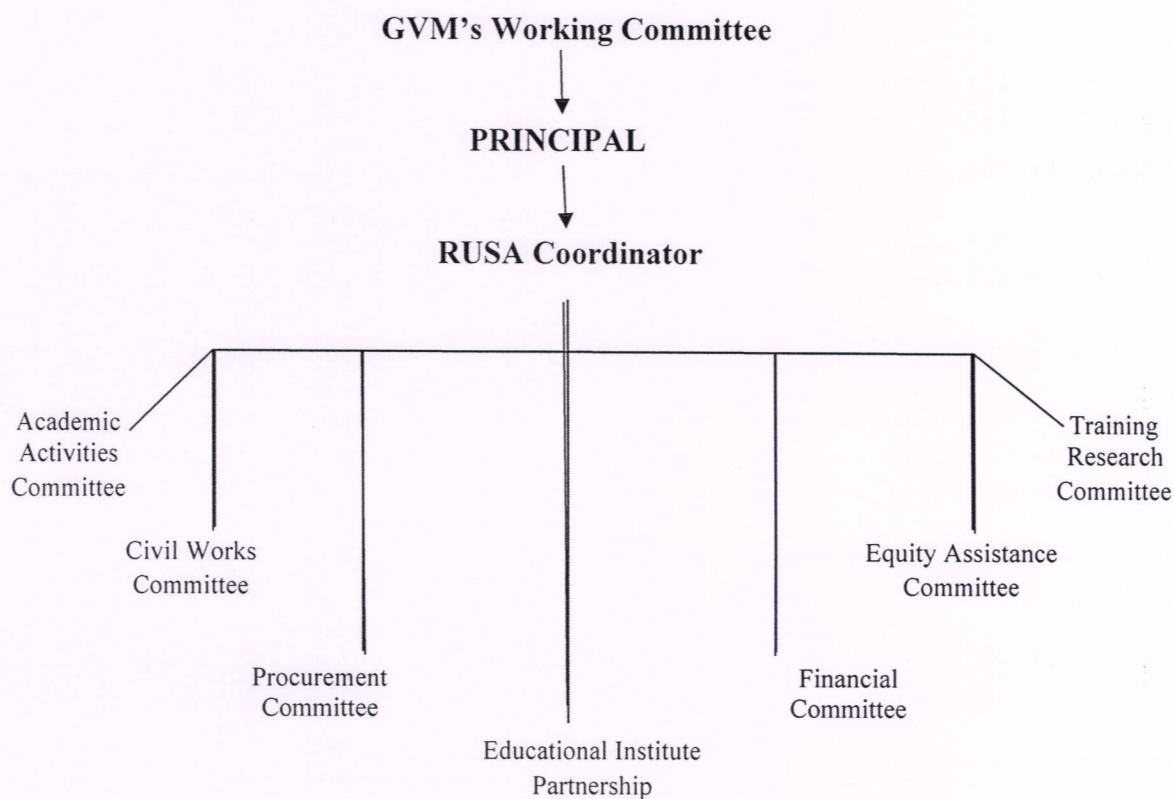 GVM's Working Committee
PRINCIPAL
RUSA Coordinator
Academic
Activities
Committee
Training
Research
Committee
Civil Works
Committee
Equity Assistance
Committee
Procurement
Committee
Financial
Committee
Educational Institute
Partnership